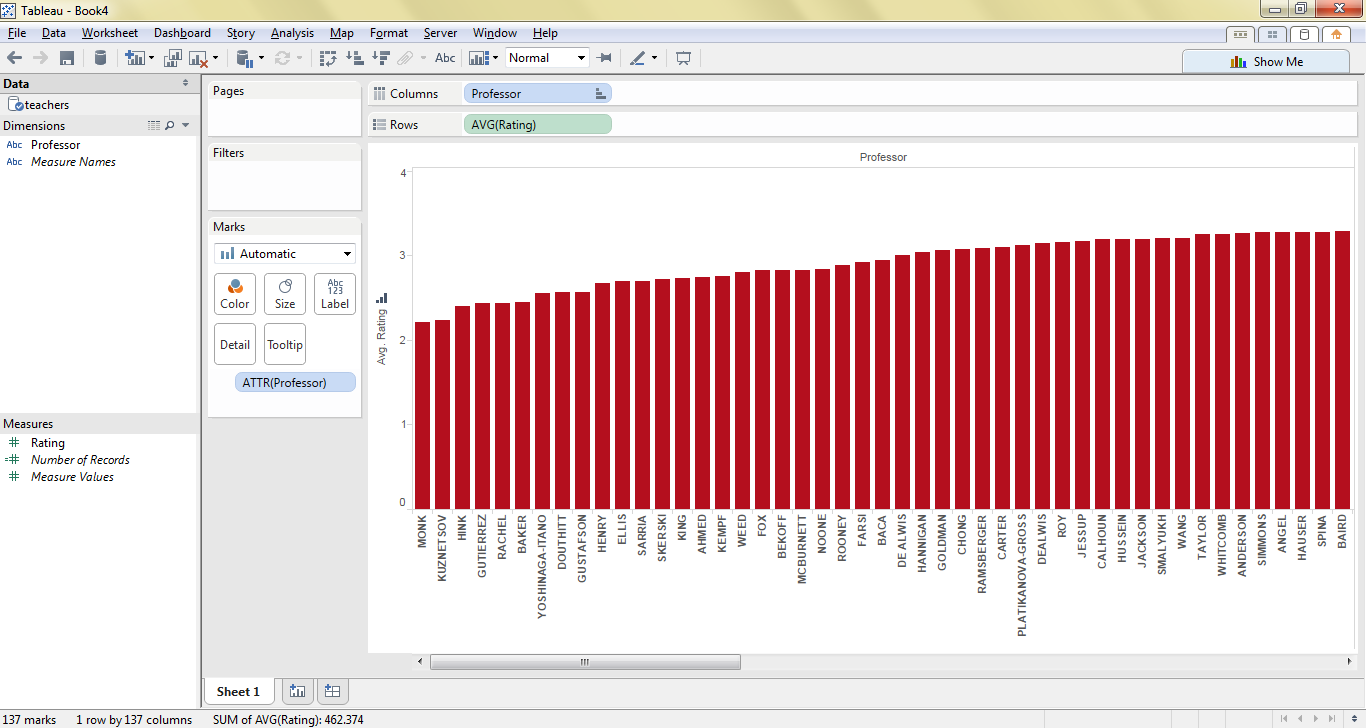 Tableau - Book4
File Data Worksheet Dashboard Story Analysis Map Format Server Window Help
Abc Normal Show Me
Data
teachers
Dimensions
Abc Professor
Abc Measure Names
Measures
Rating
Number of Records
Measure Values
Pages
Filters
Marks
Automatic
Color Size Abc 123 Label
Detail Tooltip
ATTR(Professor)
Columns Professor
Rows AVG(Rating)
Professor
4
3
2
1
0
Avg. Rating
MONK
KUZNETSOV
HINK
GUTIERREZ
RACHEL
BAKER
YOSHINAGA-ITANO
DOUTHITT
GUSTAFSON
HENRY
ELLIS
SARRIA
SKERSKI
KING
AHMED
KEMPF
WEED
FOX
BEKOFF
MCBURNETT
NOONE
ROONEY
FARSI
BACA
DE ALWIS
HANNIGAN
GOLDMAN
CHONG
RAMSBERGER
CARTER
PLATIKANOVA-GROSS
DEALWIS
ROY
JESSUP
CALHOUN
HUSSEIN
JACKSON
SMALYUKH
WANG
TAYLOR
WHITCOMB
ANDERSON
SIMMONS
ANGEL
HAUSER
SPINA
BAIRD
Sheet 1
137 marks 1 row by 137 columns SUM of AVG(Rating): 462.374